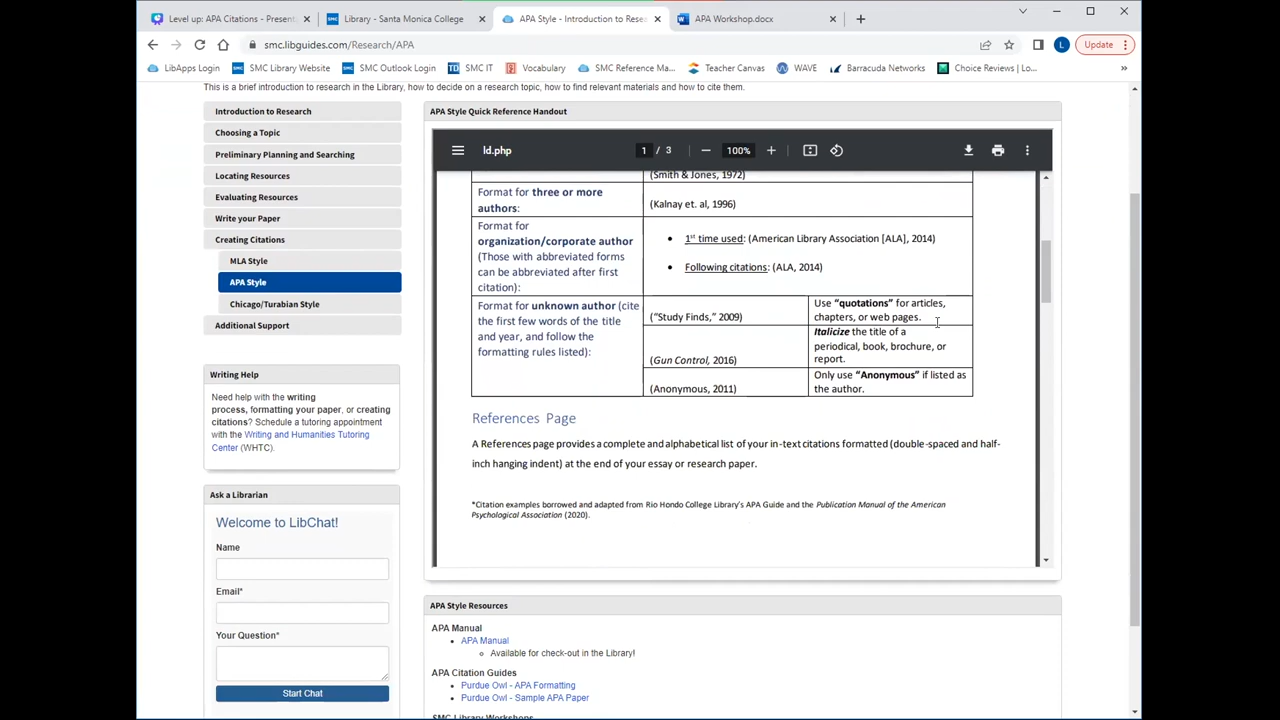 Level up: APA Citations - Present
Library - Santa Monica College
APA Style - Introduction to Rese
APA Workshop.docx
smc.libguides.com/Research/APA
L
Update
LibApps Login
SMC Library Website
SMC Outlook Login
TD SMC IT
Vocabulary
SMC Reference Ma...
Teacher Canvas
WAVE
Barracuda Networks
Choice Reviews | Lo...
This is a brief introduction to research in the Library, how to decide on a research topic, how to find relevant materials and how to cite them.
Introduction to Research
Choosing a Topic
Preliminary Planning and Searching
Locating Resources
Evaluating Resources
Write your Paper
Creating Citations
MLA Style
APA Style
Chicago/Turabian Style
Additional Support
Writing Help
Need help with the writing
process, formatting your paper, or creating
citations? Schedule a tutoring appointment
with the Writing and Humanities Tutoring
Center (WHTC).
Ask a Librarian
Welcome to LibChat!
Name
Email*
Your Question*
Start Chat
APA Style Quick Reference Handout
ld.php
1 / 3
100%
(Smith & Jones, 1972)
Format for three or more
authors:
(Kalnay et. al, 1996)
Format for
organization/corporate author
(Those with abbreviated forms
can be abbreviated after first
citation):
• 1st time used: (American Library Association [ALA], 2014)
• Following citations: (ALA, 2014)
Format for unknown author (cite
the first few words of the title
and year, and follow the
formatting rules listed):
("Study Finds," 2009)
Use "quotations" for articles,
chapters, or web pages.
(Gun Control, 2016)
Italicize the title of a
periodical, book, brochure, or
report.
(Anonymous, 2011)
Only use "Anonymous" if listed as
the author.
References Page
A References page provides a complete and alphabetical list of your in-text citations formatted (double-spaced and half-
inch hanging indent) at the end of your essay or research paper.
*Citation examples borrowed and adapted from Rio Hondo College Library's APA Guide and the Publication Manual of the American
Psychological Association (2020).
APA Style Resources
APA Manual
• APA Manual
Available for check-out in the Library!
APA Citation Guides
• Purdue Owl - APA Formatting
• Purdue Owl - Sample APA Paper
SMC Library Workshops